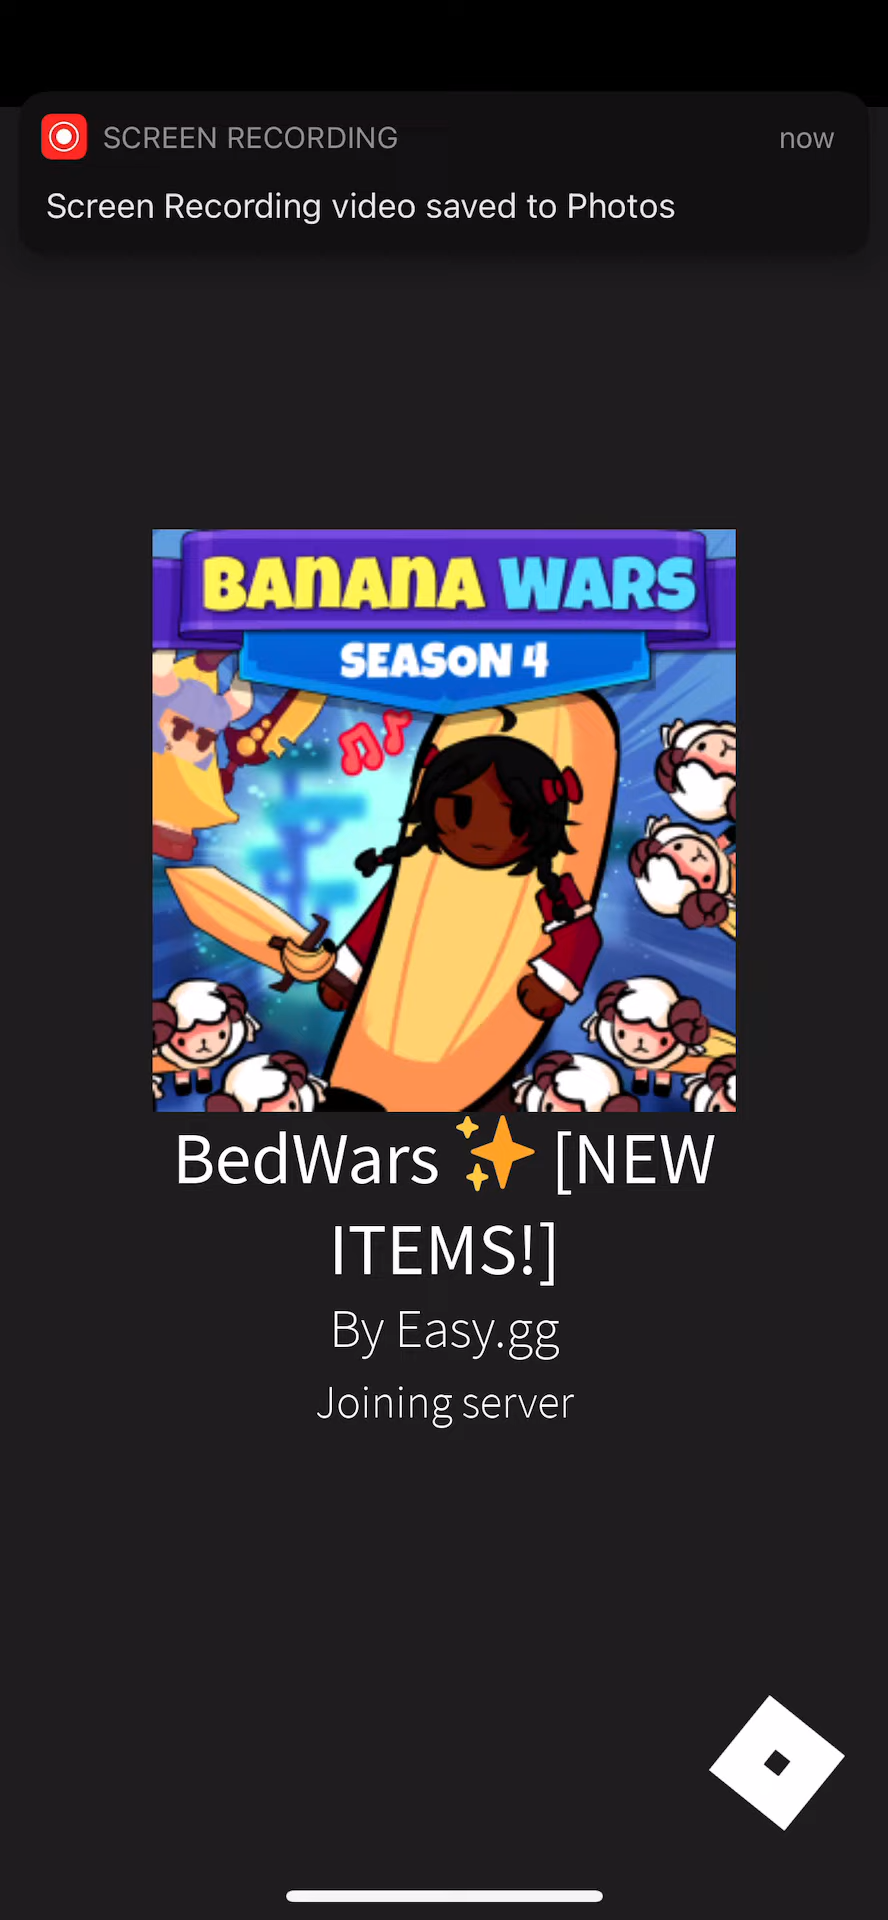 SCREEN RECORDING now
Screen Recording video saved to Photos
BANANA WARS
SEASON 4
BedWars ✨ [NEW
ITEMS!]
By Easy.gg
Joining server